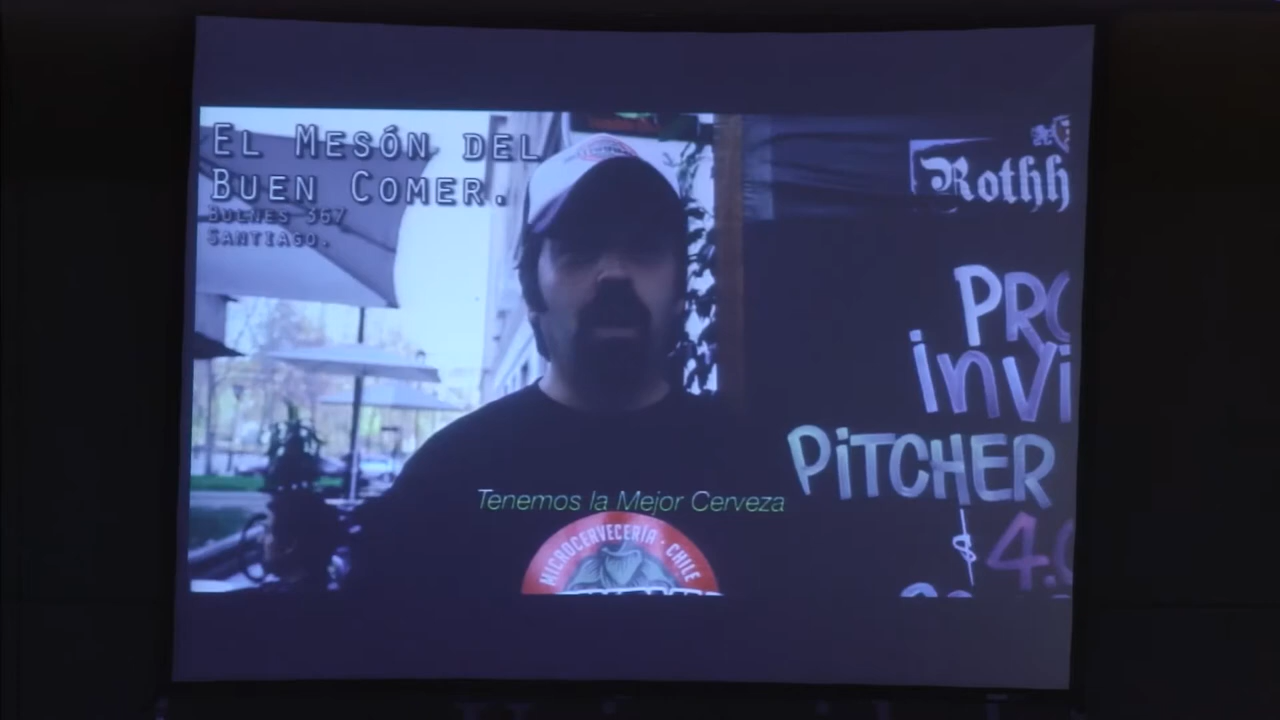 EL MESÓN DEL
BUEN COMER.
BULNES 367
SANTIAGO.
Rothh
PRO
invi
PiTCHER
$ 4.0
Tenemos la Mejor Cerveza
MICROCERVECERÍA · CHILE